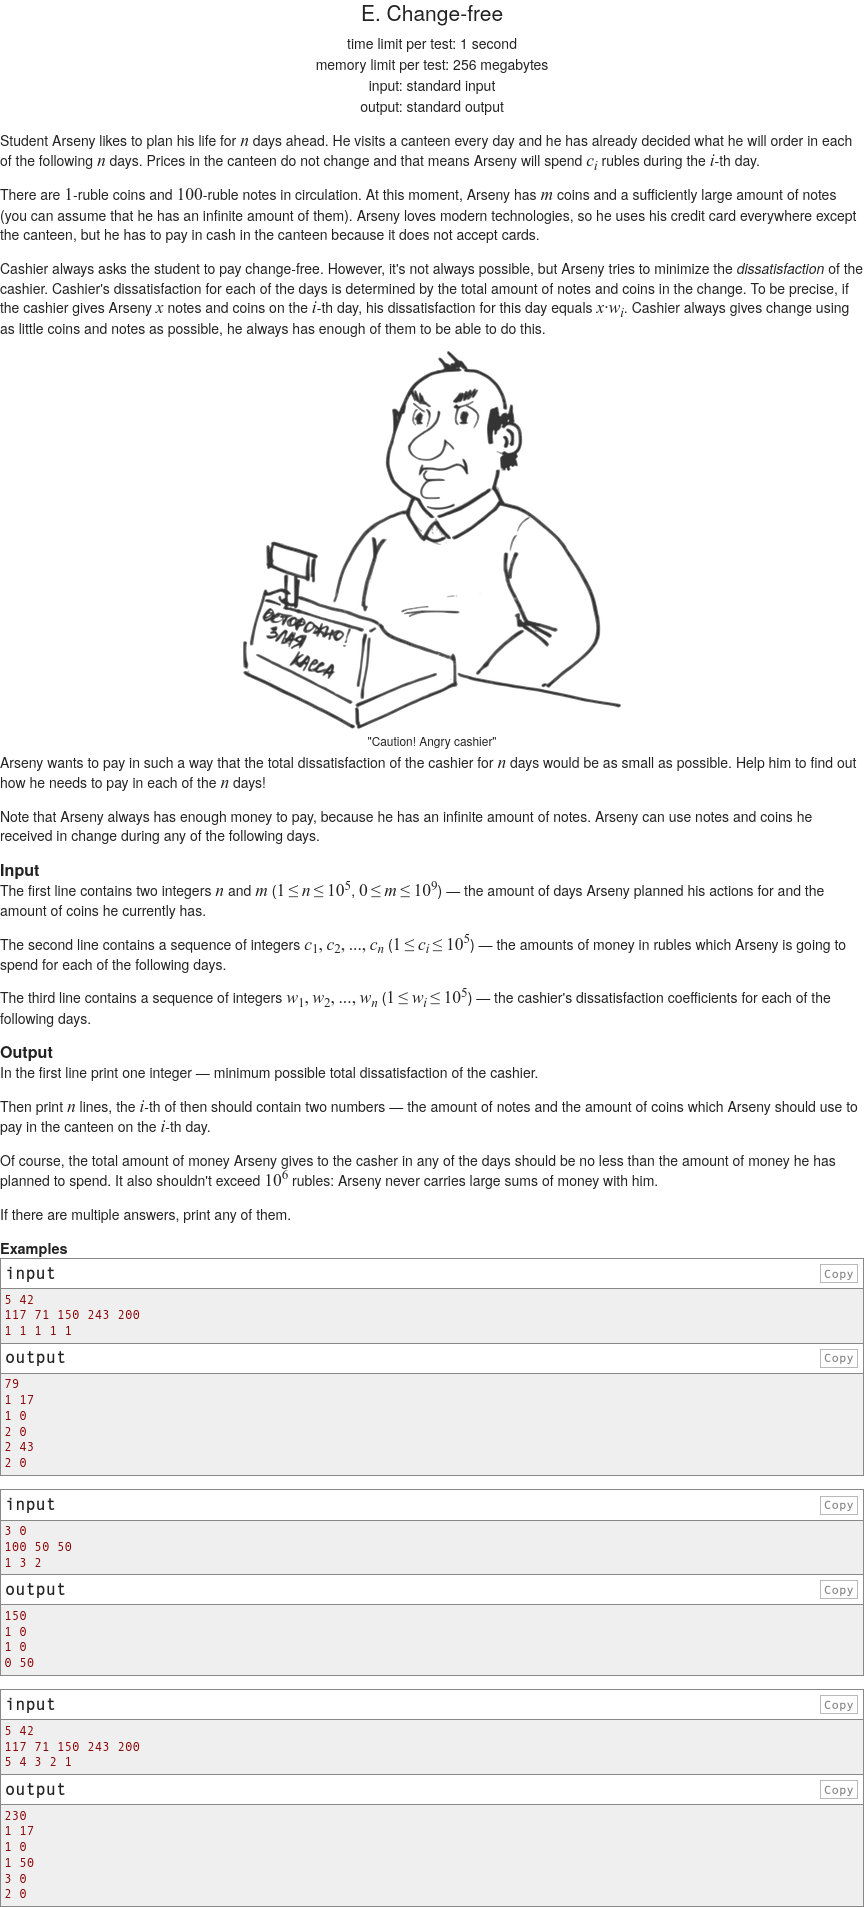 E. Change-free
time limit per test: 1 second
memory limit per test: 256 megabytes
input: standard input
output: standard output
Student Arseny likes to plan his life for n days ahead. He visits a canteen every day and he has already decided what he will order in each
of the following n days. Prices in the canteen do not change and that means Arseny will spend c_i rubles during the i-th day.
There are 1-ruble coins and 100-ruble notes in circulation. At this moment, Arseny has m coins and a sufficiently large amount of notes
(you can assume that he has an infinite amount of them). Arseny loves modern technologies, so he uses his credit card everywhere except
the canteen, but he has to pay in cash in the canteen because it does not accept cards.
Cashier always asks the student to pay change-free. However, it's not always possible, but Arseny tries to minimize the dissatisfaction of the
cashier. Cashier's dissatisfaction for each of the days is determined by the total amount of notes and coins in the change. To be precise, if
the cashier gives Arseny x notes and coins on the i-th day, his dissatisfaction for this day equals x·w_i. Cashier always gives change using
as little coins and notes as possible, he always has enough of them to be able to do this.
ОСТОРОЖНО!
ЗЛАЯ
КАССА
"Caution! Angry cashier"
Arseny wants to pay in such a way that the total dissatisfaction of the cashier for n days would be as small as possible. Help him to find out
how he needs to pay in each of the n days!
Note that Arseny always has enough money to pay, because he has an infinite amount of notes. Arseny can use notes and coins he
received in change during any of the following days.
Input
The first line contains two integers n and m (1 ≤ n ≤ 10^5, 0 ≤ m ≤ 10^9) — the amount of days Arseny planned his actions for and the
amount of coins he currently has.
The second line contains a sequence of integers c_1, c_2, ..., c_n (1 ≤ c_i ≤ 10^5) — the amounts of money in rubles which Arseny is going to
spend for each of the following days.
The third line contains a sequence of integers w_1, w_2, ..., w_n (1 ≤ w_i ≤ 10^5) — the cashier's dissatisfaction coefficients for each of the
following days.
Output
In the first line print one integer — minimum possible total dissatisfaction of the cashier.
Then print n lines, the i-th of then should contain two numbers — the amount of notes and the amount of coins which Arseny should use to
pay in the canteen on the i-th day.
Of course, the total amount of money Arseny gives to the casher in any of the days should be no less than the amount of money he has
planned to spend. It also shouldn't exceed 10^6 rubles: Arseny never carries large sums of money with him.
If there are multiple answers, print any of them.
Examples
input Copy
5 42
117 71 150 243 200
1 1 1 1 1
output Copy
79
1 17
1 0
2 0
2 43
2 0
input Copy
3 0
100 50 50
1 3 2
output Copy
150
1 0
1 0
0 50
input Copy
5 42
117 71 150 243 200
5 4 3 2 1
output Copy
230
1 17
1 0
1 50
3 0
2 0